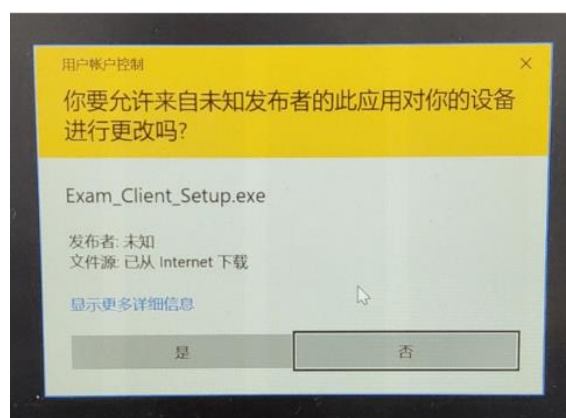 用户帐户控制
你要允许来自未知发布者的此应用对你的设备
进行更改吗?
Exam_Client_Setup.exe
发布者: 未知
文件源: 已从 Internet 下载
显示更多详细信息
是
否